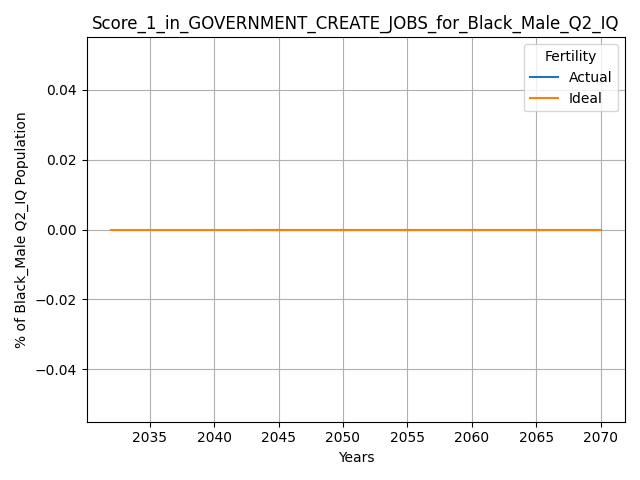 Score_1_in_GOVERNMENT_CREATE_JOBS_for_Black_Male_Q2_IQ
Fertility
Actual
Ideal
% of Black_Male Q2_IQ Population
0.04
0.02
0.00
−0.02
−0.04
2035 2040 2045 2050 2055 2060 2065 2070
Years